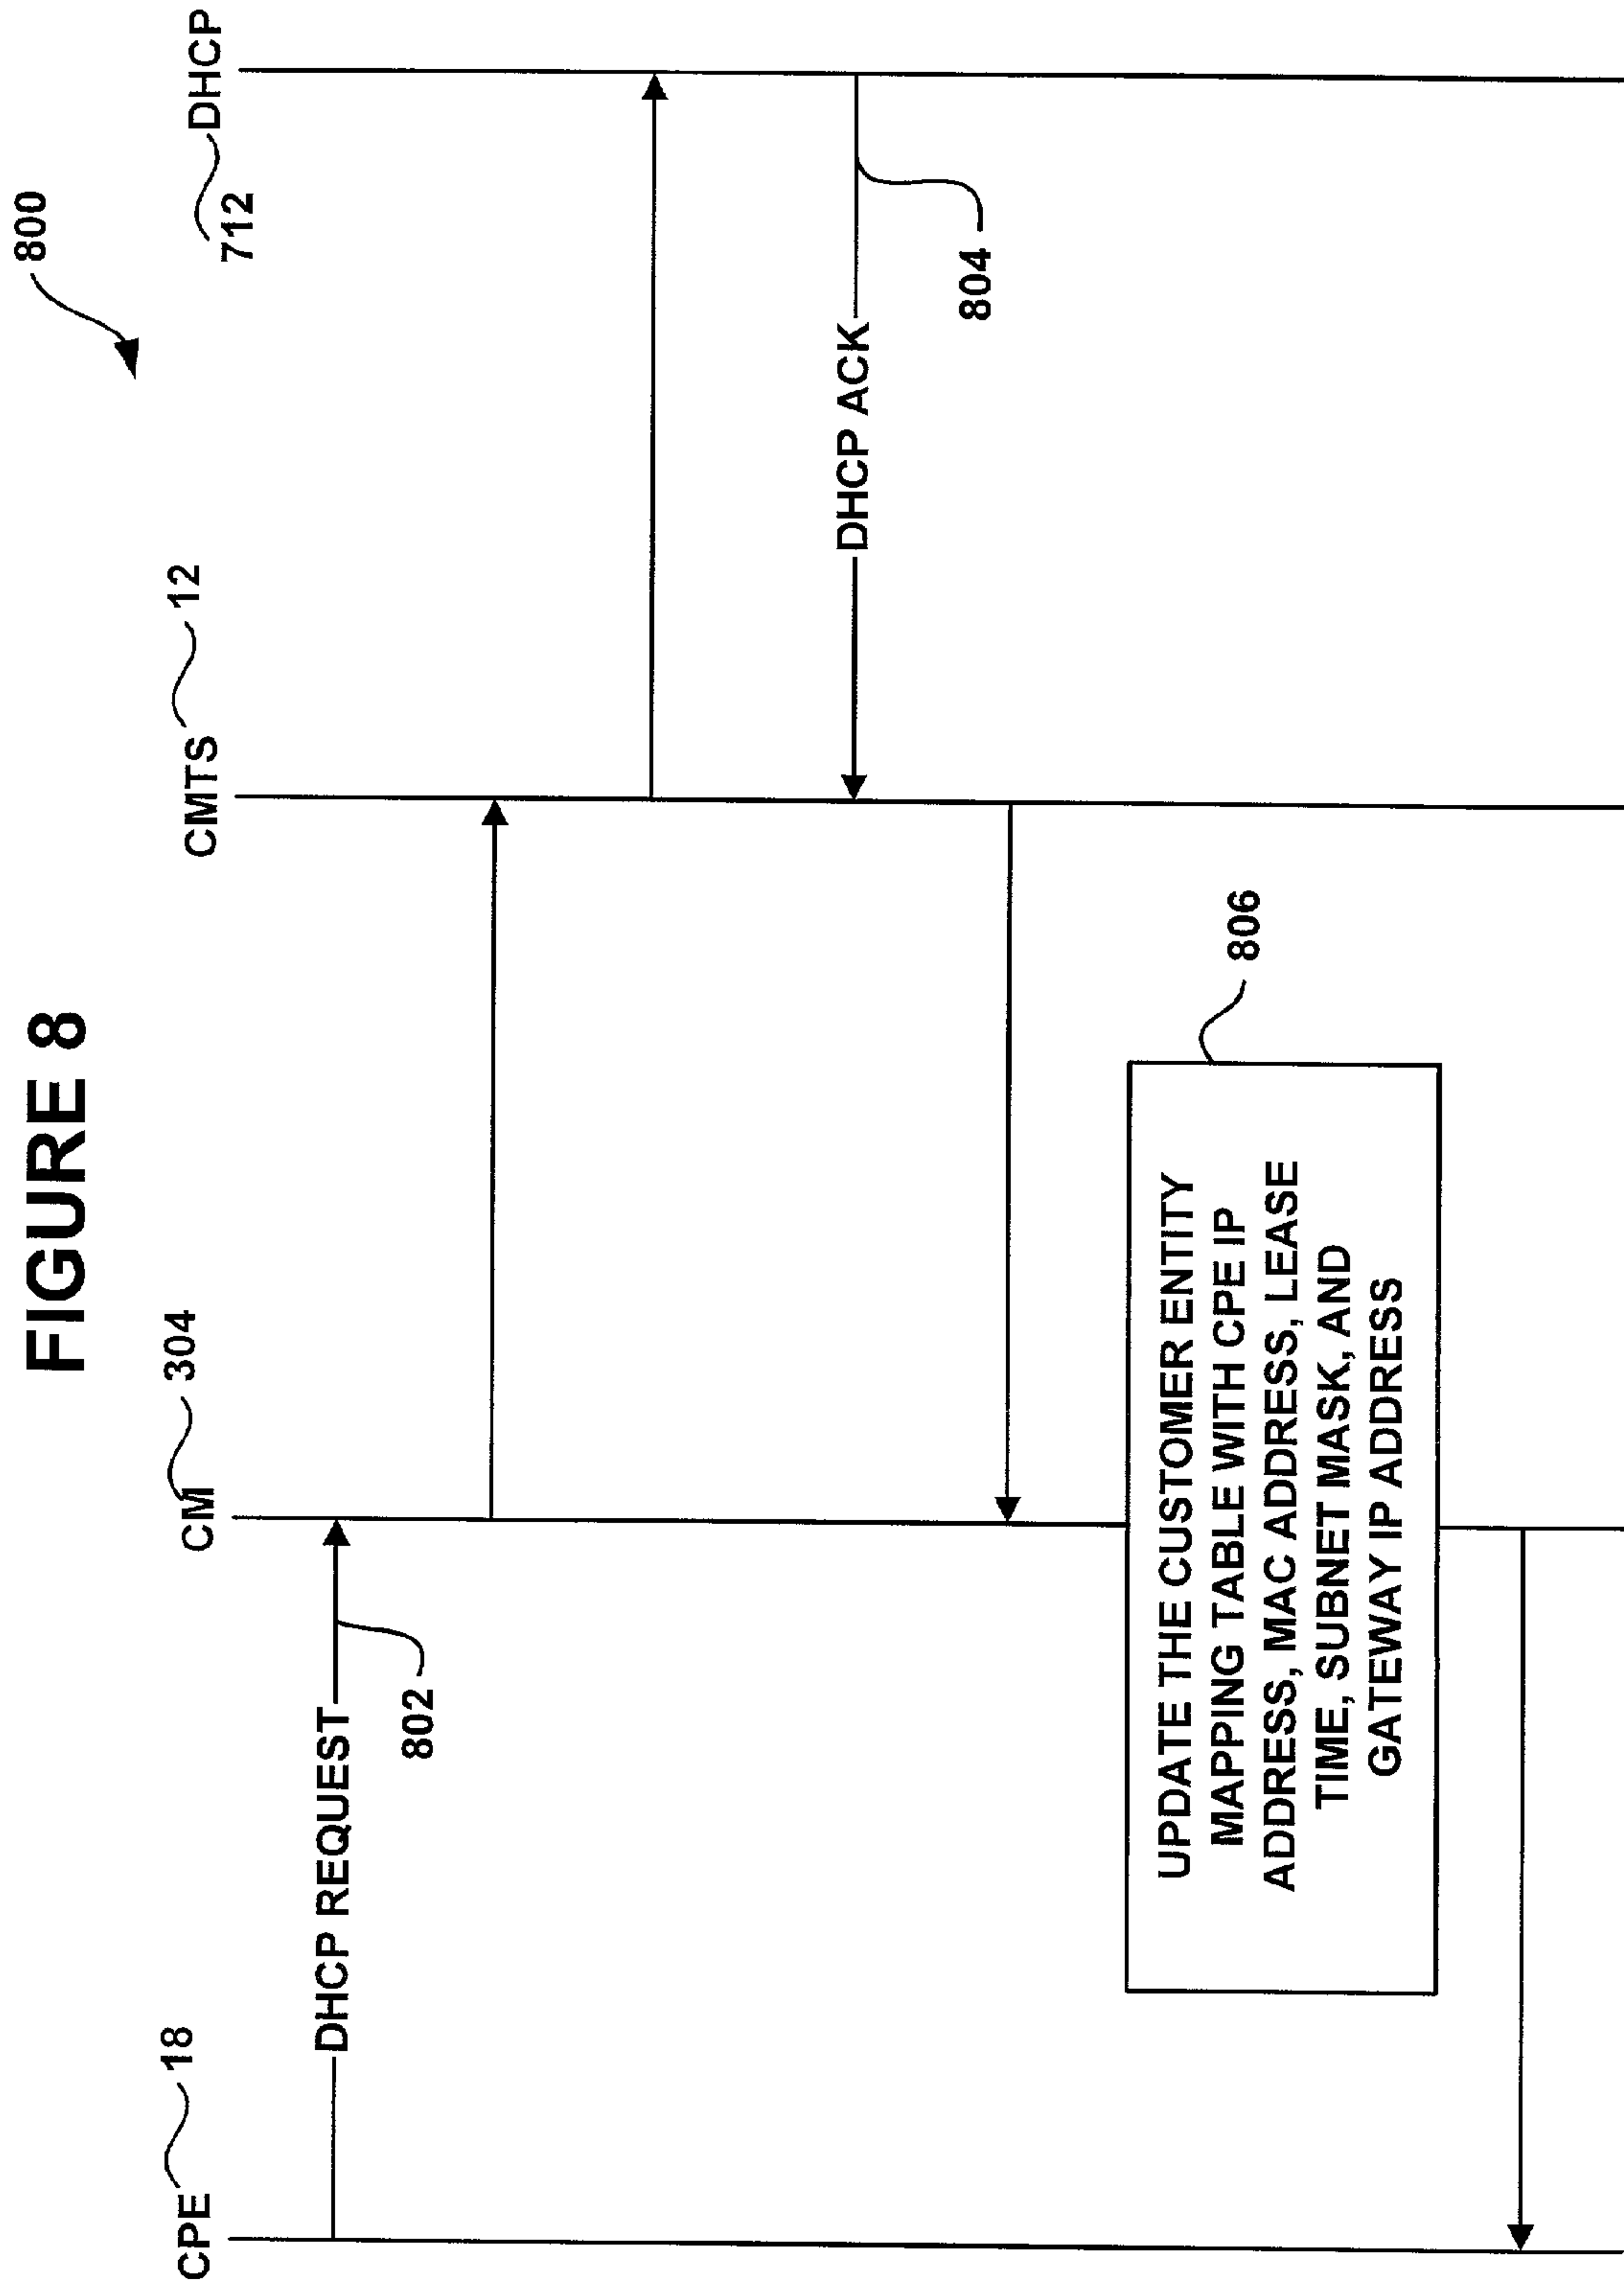 FIGURE 8
800
CPE 18
CM 304
CMTS 12
DHCP
712
DHCP REQUEST
802
DHCP ACK
804
806
UPDATE THE CUSTOMER ENTITY
MAPPING TABLE WITH CPE IP
ADDRESS, MAC ADDRESS, LEASE
TIME, SUBNET MASK, AND
GATEWAY IP ADDRESS